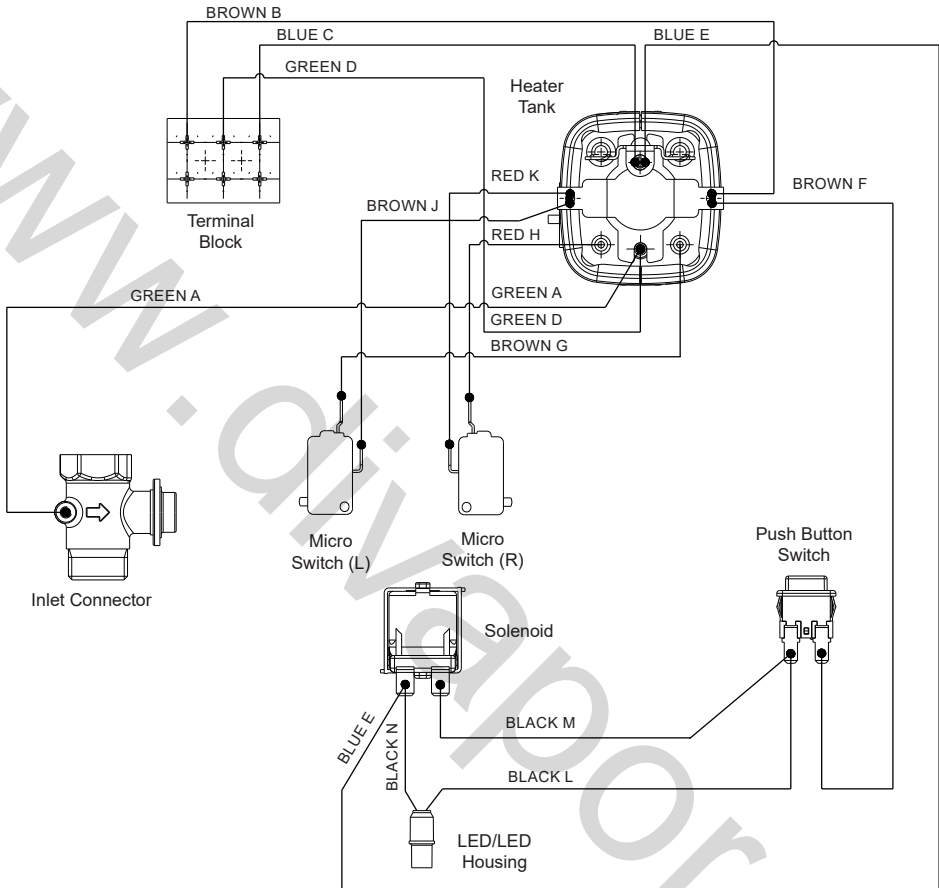 BROWN B
BLUE C
BLUE E
GREEN D
Heater
Tank
RED K
BROWN F
BROWN J
Terminal
Block
RED H
GREEN A
GREEN A
GREEN D
BROWN G
Micro
Switch (L)
Micro
Switch (R)
Push Button
Switch
Inlet Connector
Solenoid
BLUE E
BLACK N
BLACK M
BLACK L
LED/LED
Housing
www.divapor